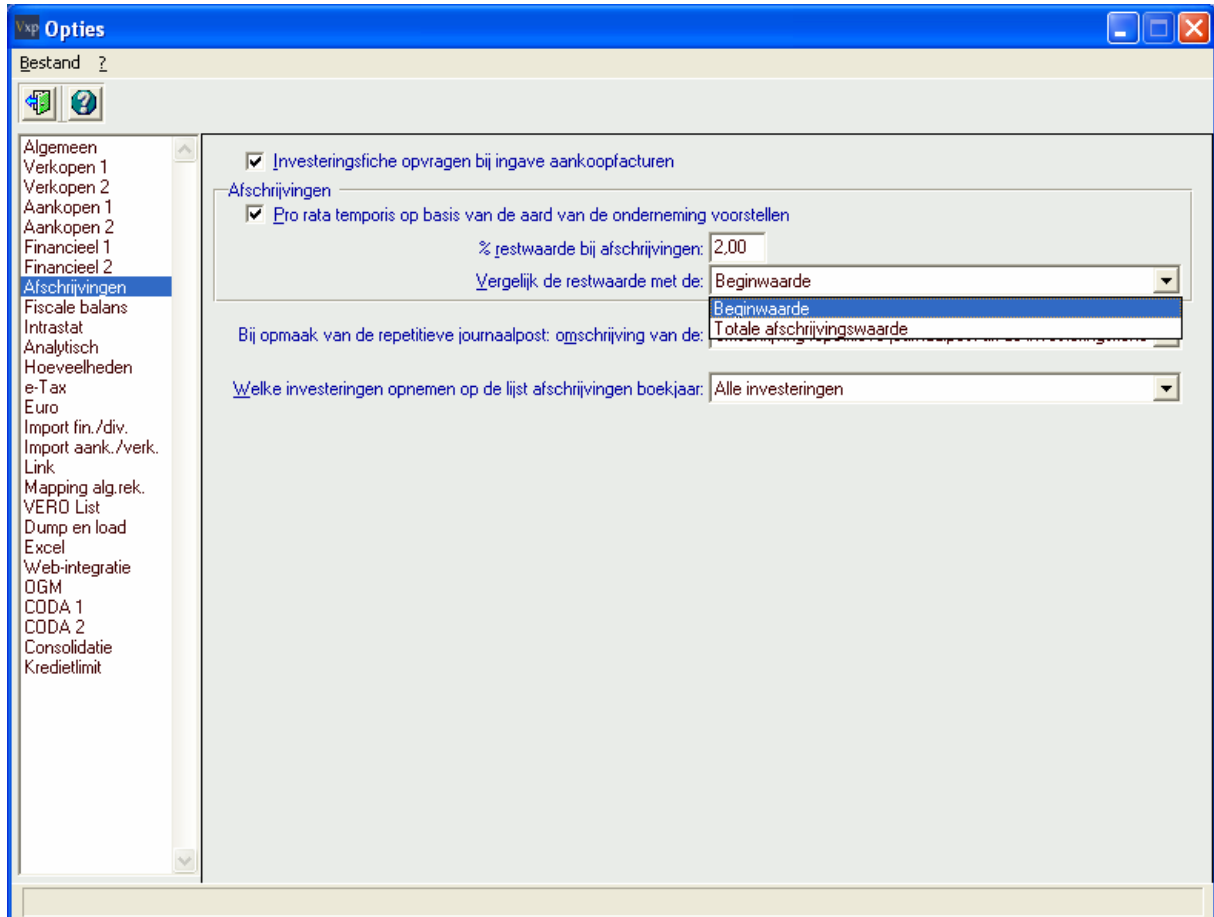 Vxp Opties
Bestand ?
Algemeen
Verkopen 1
Verkopen 2
Aankopen 1
Aankopen 2
Financieel 1
Financieel 2
Afschrijvingen
Fiscale balans
Intrastat
Analytisch
Hoeveelheden
e-Tax
Euro
Import fin./div.
Import aank./verk.
Link
Mapping alg.rek.
VERO List
Dump en load
Excel
Web-integratie
OGM
CODA 1
CODA 2
Consolidatie
Kredietlimit
Investeringsfiche opvragen bij ingave aankoopfacturen
Afschrijvingen
Pro rata temporis op basis van de aard van de onderneming voorstellen
% restwaarde bij afschrijvingen: 2,00
Vergelijk de restwaarde met de: Beginwaarde
Beginwaarde
Totale afschrijvingswaarde
Bij opmaak van de repetitieve journaalpost: omschrijving van de:
Welke investeringen opnemen op de lijst afschrijvingen boekjaar: Alle investeringen